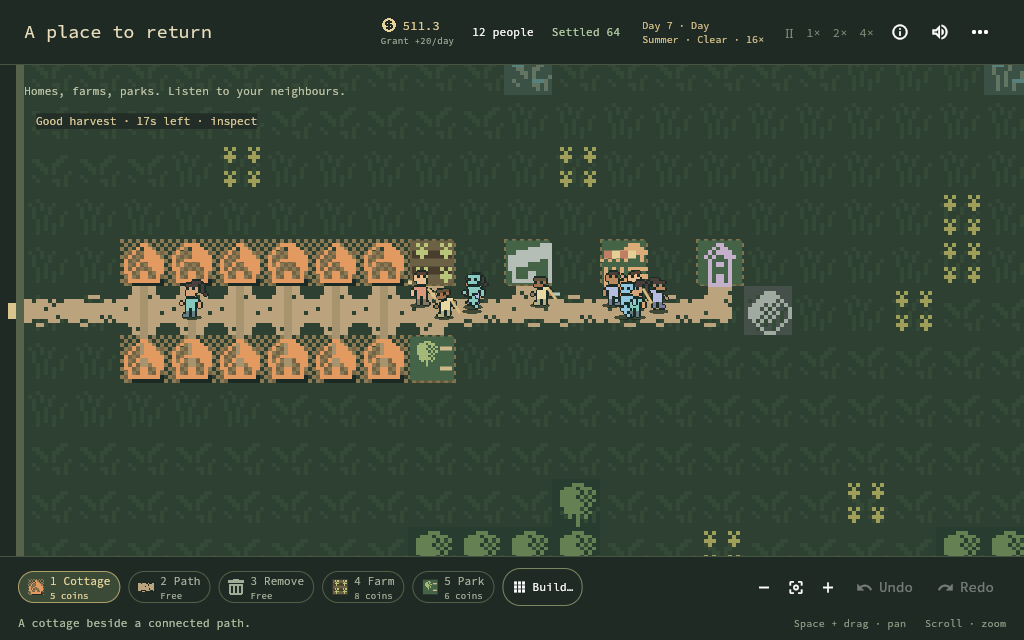 A place to return
511.3
Grant +20/day
12 people
Settled 64
Day 7 · Day
Summer · Clear · 16×
II 1× 2× 4×
Homes, farms, parks. Listen to your neighbours.
Good harvest · 17s left · inspect
1 Cottage
5 coins
2 Path
Free
3 Remove
Free
4 Farm
8 coins
5 Park
6 coins
Build…
Undo
Redo
A cottage beside a connected path.
Space + drag · pan
Scroll · zoom